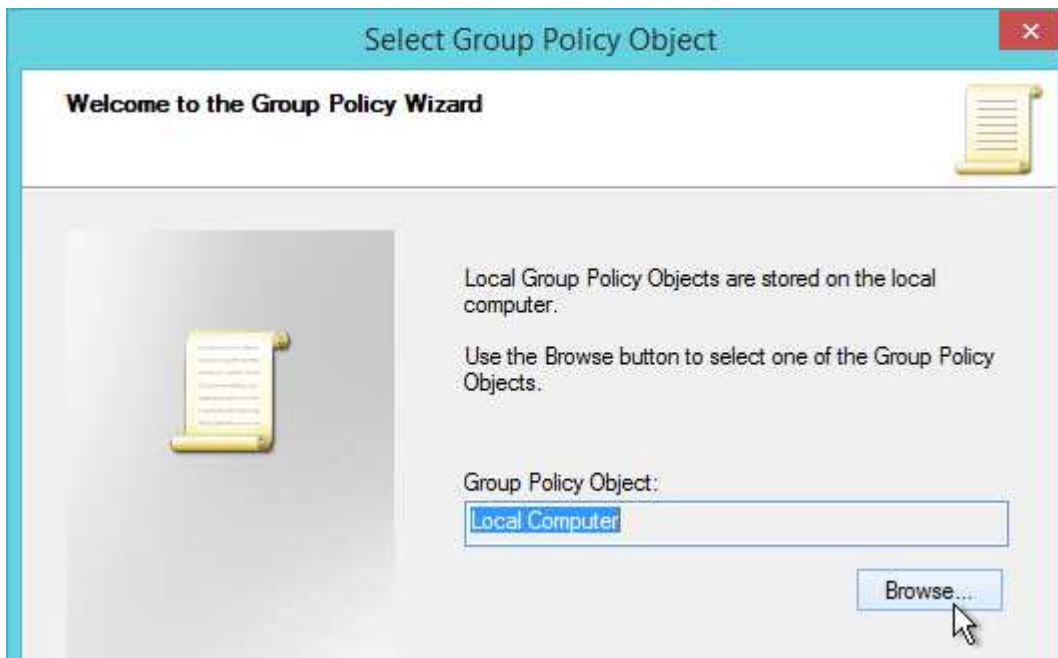 Select Group Policy Object
Welcome to the Group Policy Wizard
Local Group Policy Objects are stored on the local
computer.
Use the Browse button to select one of the Group Policy
Objects.
Group Policy Object:
Local Computer
Browse...